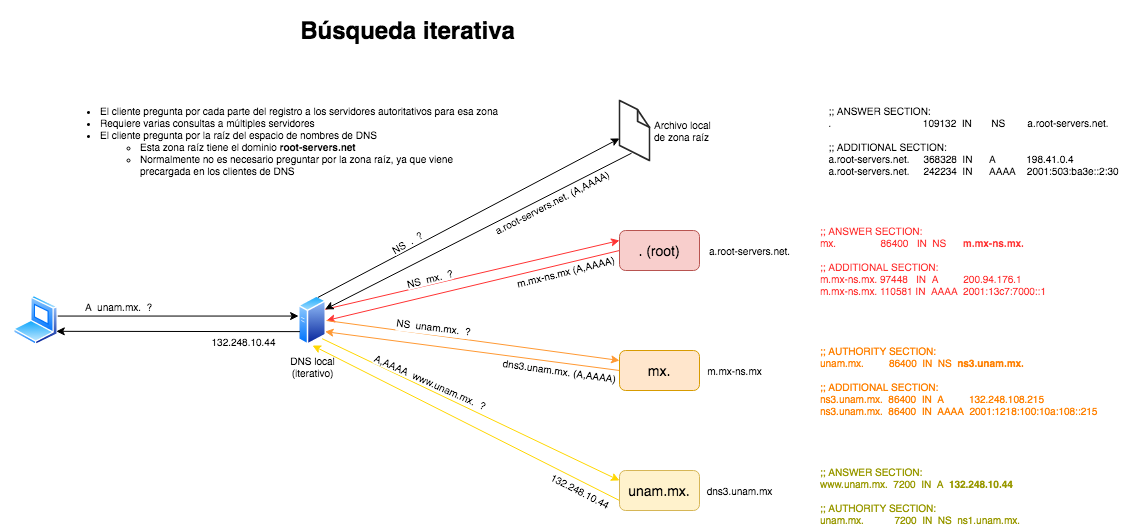 Búsqueda iterativa
El cliente pregunta por cada parte del registro a los servidores autoritativos para esa zona
Requiere varias consultas a múltiples servidores
El cliente pregunta por la raíz del espacio de nombres de DNS
Esta zona raíz tiene el dominio root-servers.net
Normalmente no es necesario preguntar por la zona raíz, ya que viene
precargada en los clientes de DNS
Archivo local
de zona raíz
;; ANSWER SECTION:
. 109132 IN NS a.root-servers.net.
;; ADDITIONAL SECTION:
a.root-servers.net. 368328 IN A 198.41.0.4
a.root-servers.net. 242234 IN AAAA 2001:503:ba3e::2:30
NS . ?
a.root-servers.net. (A,AAAA)
. (root)
a.root-servers.net.
;; ANSWER SECTION:
mx. 86400 IN NS m.mx-ns.mx.
;; ADDITIONAL SECTION:
m.mx-ns.mx. 97448 IN A 200.94.176.1
m.mx-ns.mx. 110581 IN AAAA 2001:13c7:7000::1
NS mx. ?
m.mx-ns.mx (A,AAAA)
A unam.mx. ?
132.248.10.44
DNS local
(iterativo)
NS unam.mx. ?
dns3.unam.mx. (A,AAAA)
mx.
m.mx-ns.mx
;; AUTHORITY SECTION:
unam.mx. 86400 IN NS ns3.unam.mx.
;; ADDITIONAL SECTION:
ns3.unam.mx. 86400 IN A 132.248.108.215
ns3.unam.mx. 86400 IN AAAA 2001:1218:100:10a:108::215
A,AAAA www.unam.mx. ?
132.248.10.44
unam.mx.
dns3.unam.mx
;; ANSWER SECTION:
www.unam.mx. 7200 IN A 132.248.10.44
;; AUTHORITY SECTION:
unam.mx. 7200 IN NS ns1.unam.mx.